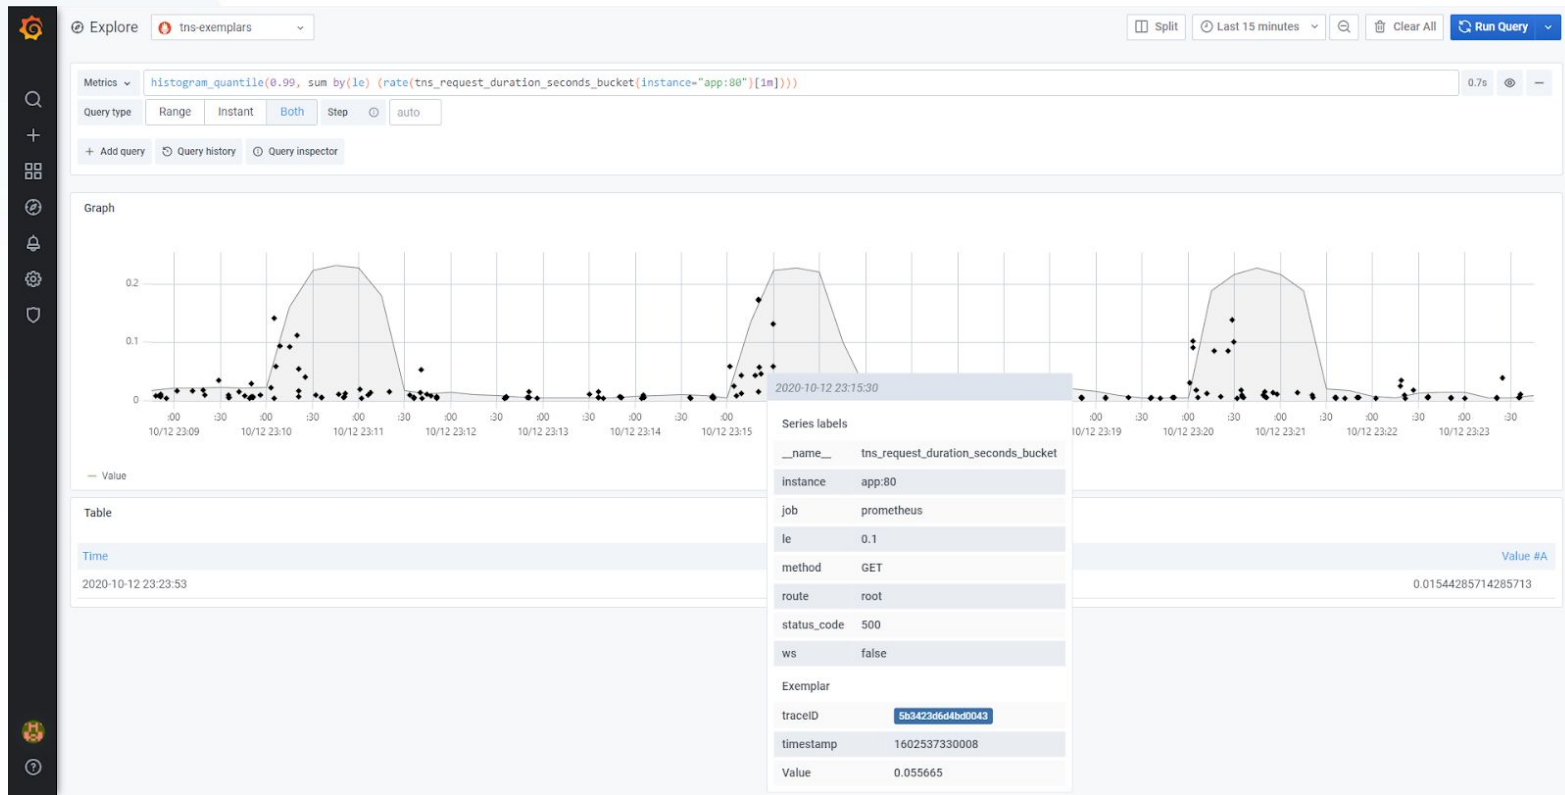 Explore tns-exemplars Split Last 15 minutes Clear All Run Query
Metrics histogram_quantile(0.99, sum by(le) (rate(tns_request_duration_seconds_bucket{instance="app:80"}[1m]))) 0.7s
Query type Range Instant Both Step auto
+ Add query Query history Query inspector
Graph
0.2
0.1
0
:00 :30 :00 :30 :00 :30 :00 :30 :00 :30 :00 :30 :00 :00 :30 :00 :30 :00 :30 :00 :30 :00 :30
10/12 23:09 10/12 23:10 10/12 23:11 10/12 23:12 10/12 23:13 10/12 23:14 10/12 23:15 10/12 23:19 10/12 23:20 10/12 23:21 10/12 23:22 10/12 23:23
Value
2020-10-12 23:15:30
Series labels
__name__ tns_request_duration_seconds_bucket
instance app:80
job prometheus
le 0.1
method GET
route root
status_code 500
ws false
Exemplar
traceID 5b3423d6d4bd0043
timestamp 1602537330008
Value 0.055665
Table
Time Value #A
2020-10-12 23:23:53 0.01544285714285713